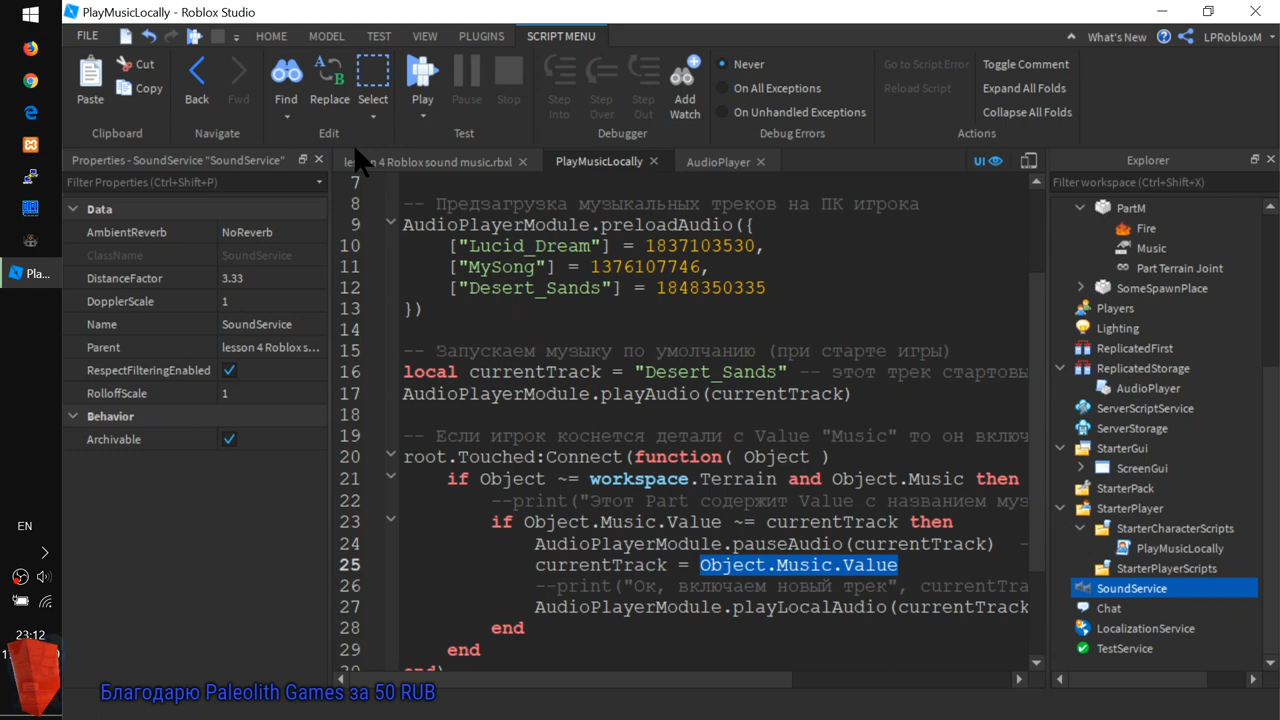 PlayMusicLocally - Roblox Studio
FILE HOME MODEL TEST VIEW PLUGINS SCRIPT MENU What's New LPRobloxM
Paste
Cut
Copy
Clipboard
Back Fwd
Navigate
Find Replace Select
Edit
Play Pause Stop
Test
Step Into
Step Over
Step Out
Add Watch
Debugger
Never
On All Exceptions
On Unhandled Exceptions
Debug Errors
Go to Script Error
Reload Script
Toggle Comment
Expand All Folds
Collapse All Folds
Actions
Properties - SoundService "SoundService"
Filter Properties (Ctrl+Shift+P)
Data
AmbientReverb NoReverb
ClassName SoundService
DistanceFactor 3.33
DopplerScale 1
Name SoundService
Parent lesson 4 Roblox s...
RespectFilteringEnabled
RolloffScale 1
Behavior
Archivable
Pla...
EN
23:12
lesson 4 Roblox sound music.rbxl PlayMusicLocally AudioPlayer UI
7
8 -- Предзагрузка музыкальных треков на ПК игрока
9 AudioPlayerModule.preloadAudio({
10 ["Lucid_Dream"] = 1837103530,
11 ["MySong"] = 1376107746,
12 ["Desert_Sands"] = 1848350335
13 })
14
15 -- Запускаем музыку по умолчанию (при старте игры)
16 local currentTrack = "Desert_Sands" -- этот трек стартовы
17 AudioPlayerModule.playAudio(currentTrack)
18
19 -- Если игрок коснется детали с Value "Music" то он включ
20 root.Touched:Connect(function( Object )
21 if Object ~= workspace.Terrain and Object.Music then
22 --print("Этот Part содержит Value с названием муз
23 if Object.Music.Value ~= currentTrack then
24 AudioPlayerModule.pauseAudio(currentTrack) -
25 currentTrack = Object.Music.Value
26 --print("Ок, включаем новый трек", currentTra
27 AudioPlayerModule.playLocalAudio(currentTrack
28 end
29 end
30 end)
Explorer
Filter workspace (Ctrl+Shift+X)
PartM
Fire
Music
Part Terrain Joint
SomeSpawnPlace
Players
Lighting
ReplicatedFirst
ReplicatedStorage
AudioPlayer
ServerScriptService
ServerStorage
StarterGui
ScreenGui
StarterPack
StarterPlayer
StarterCharacterScripts
PlayMusicLocally
StarterPlayerScripts
SoundService
Chat
LocalizationService
TestService
Благодарю Paleolith Games за 50 RUB